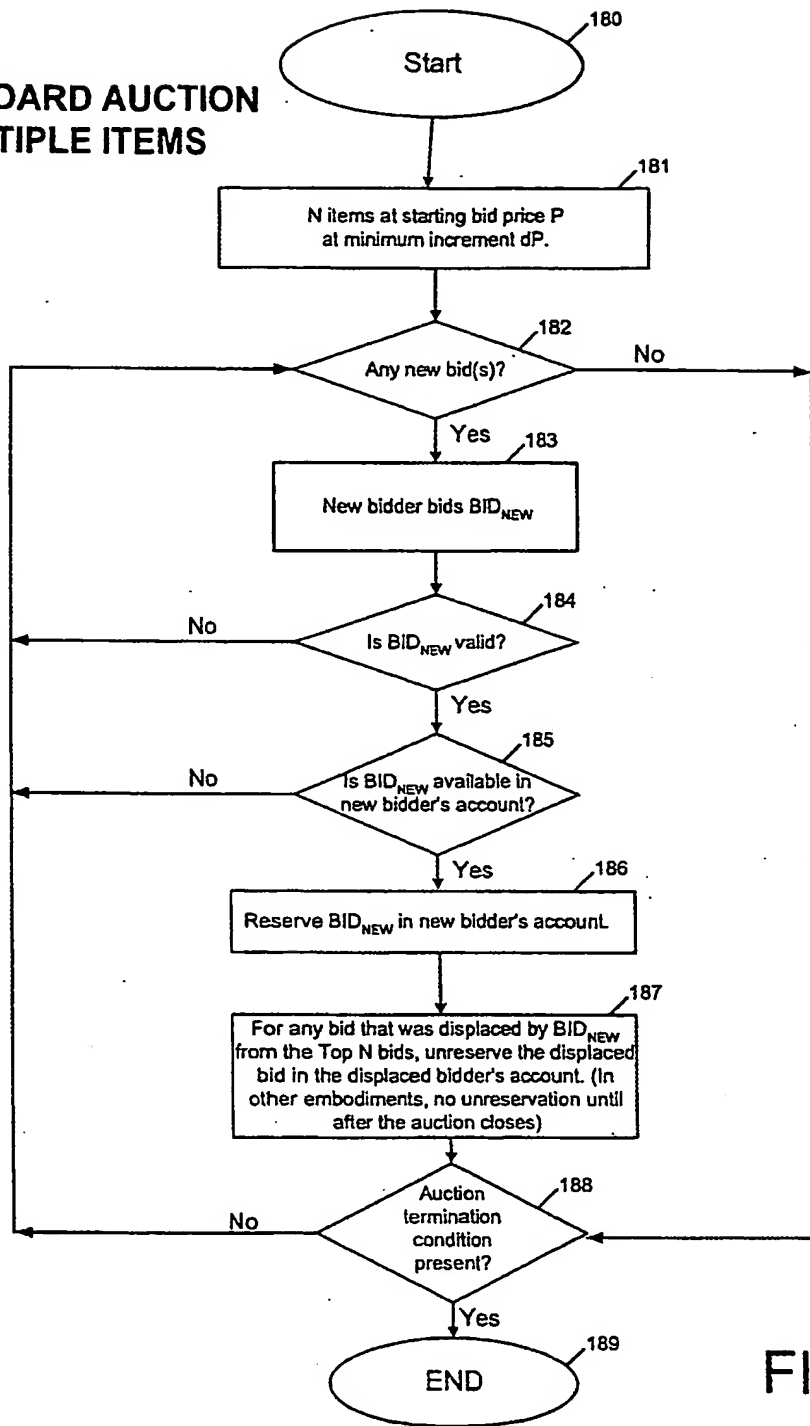 180
Start
OARD AUCTION
TIPLE ITEMS
181
N items at starting bid price P
at minimum increment dP.
182
Any new bid(s)?
No
Yes
183
New bidder bids BID_NEW
184
No
Is BID_NEW valid?
Yes
185
No
Is BID_NEW available in
new bidder's account?
Yes
186
Reserve BID_NEW in new bidder's account.
187
For any bid that was displaced by BID_NEW
from the Top N bids, unreserve the displaced
bid in the displaced bidder's account. (In
other embodiments, no unreservation until
after the auction closes)
188
Auction
termination
condition
present?
No
Yes
189
END
FI